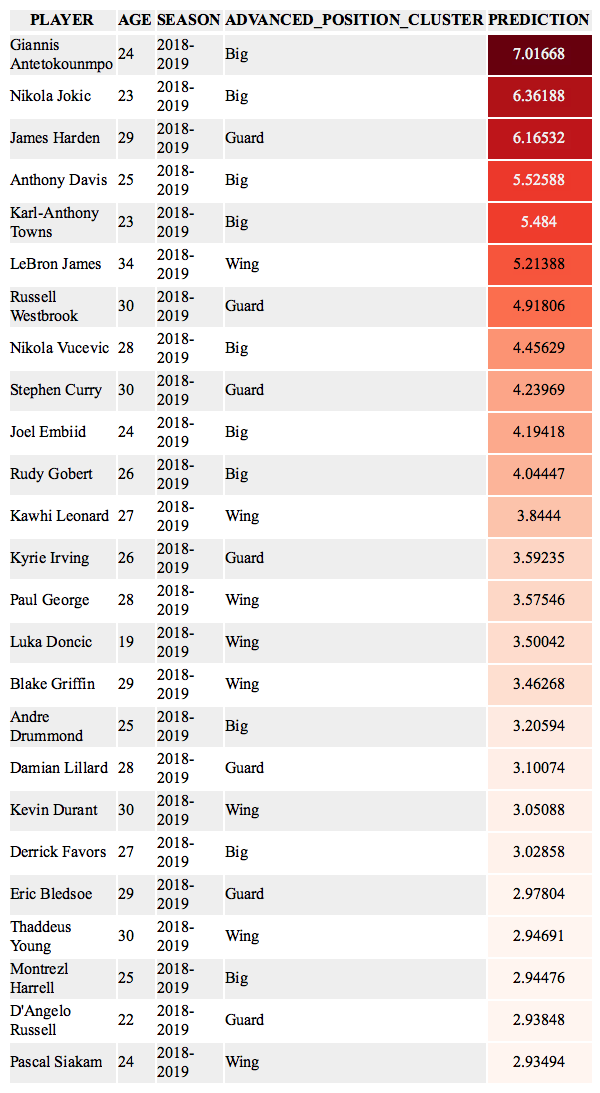 PLAYER AGE SEASON ADVANCED_POSITION_CLUSTER PREDICTION
Giannis Antetokounmpo 24 2018-2019 Big 7.01668
Nikola Jokic 23 2018-2019 Big 6.36188
James Harden 29 2018-2019 Guard 6.16532
Anthony Davis 25 2018-2019 Big 5.52588
Karl-Anthony Towns 23 2018-2019 Big 5.484
LeBron James 34 2018-2019 Wing 5.21388
Russell Westbrook 30 2018-2019 Guard 4.91806
Nikola Vucevic 28 2018-2019 Big 4.45629
Stephen Curry 30 2018-2019 Guard 4.23969
Joel Embiid 24 2018-2019 Big 4.19418
Rudy Gobert 26 2018-2019 Big 4.04447
Kawhi Leonard 27 2018-2019 Wing 3.8444
Kyrie Irving 26 2018-2019 Guard 3.59235
Paul George 28 2018-2019 Wing 3.57546
Luka Doncic 19 2018-2019 Wing 3.50042
Blake Griffin 29 2018-2019 Wing 3.46268
Andre Drummond 25 2018-2019 Big 3.20594
Damian Lillard 28 2018-2019 Guard 3.10074
Kevin Durant 30 2018-2019 Wing 3.05088
Derrick Favors 27 2018-2019 Big 3.02858
Eric Bledsoe 29 2018-2019 Guard 2.97804
Thaddeus Young 30 2018-2019 Wing 2.94691
Montrezl Harrell 25 2018-2019 Big 2.94476
D'Angelo Russell 22 2018-2019 Guard 2.93848
Pascal Siakam 24 2018-2019 Wing 2.93494